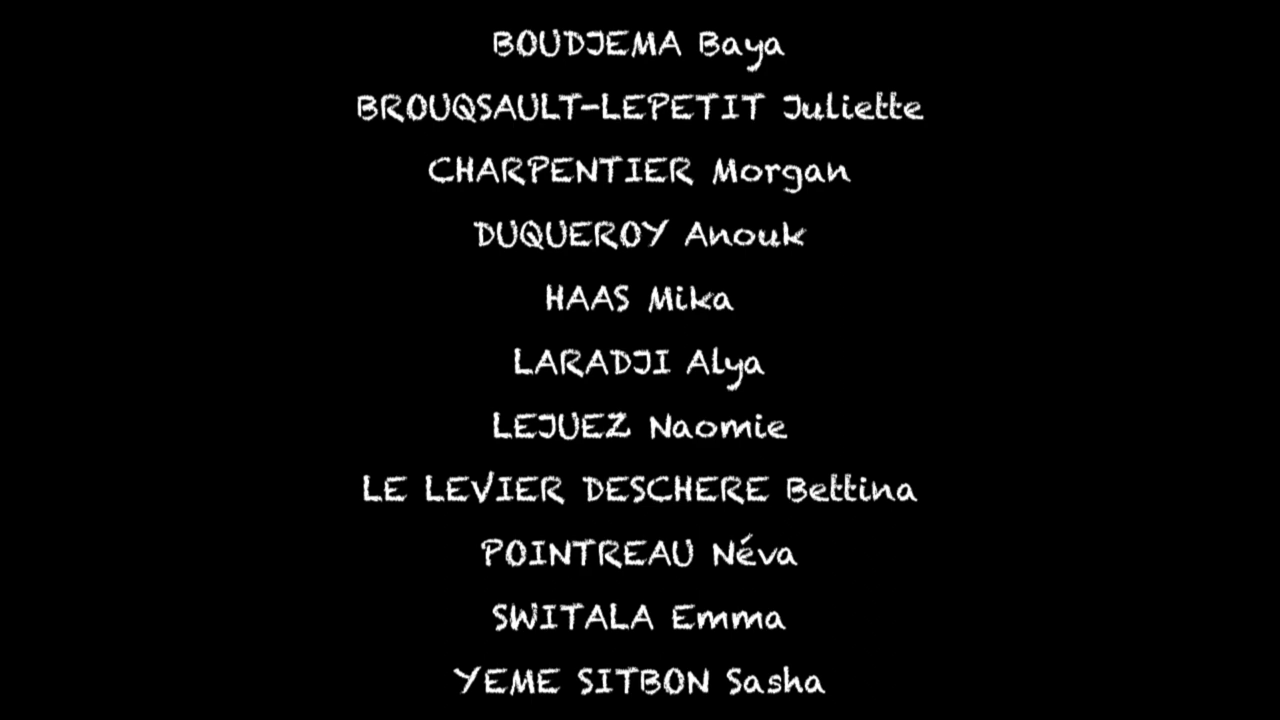 BOUDJEMA Baya
BROUQSAULT-LEPETIT Juliette
CHARPENTIER Morgan
DUQUEROY Anouk
HAAS Mika
LARADJI Alya
LEJUEZ Naomie
LE LEVIER DESCHERE Bettina
POINTREAU Néva
SWITALA Emma
YEME SITBON Sasha